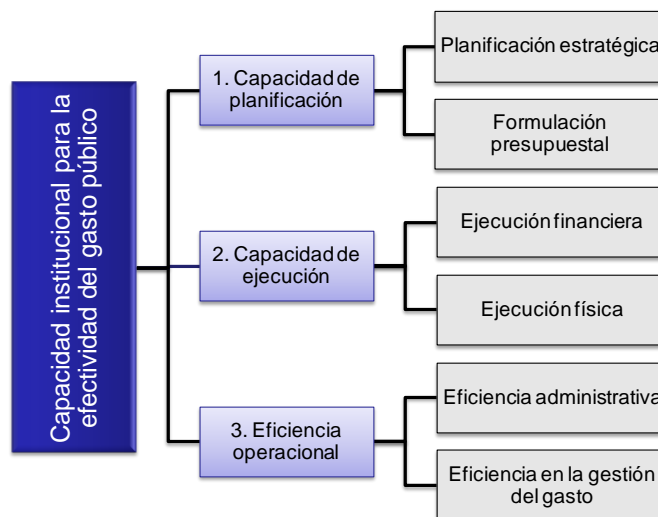 Capacidad institucional para la
efectividad del gasto público
1. Capacidad de
planificación
Planificación estratégica
Formulación
presupuestal
2. Capacidad de
ejecución
Ejecución financiera
Ejecución física
3. Eficiencia
operacional
Eficiencia administrativa
Eficiencia en la gestión
del gasto